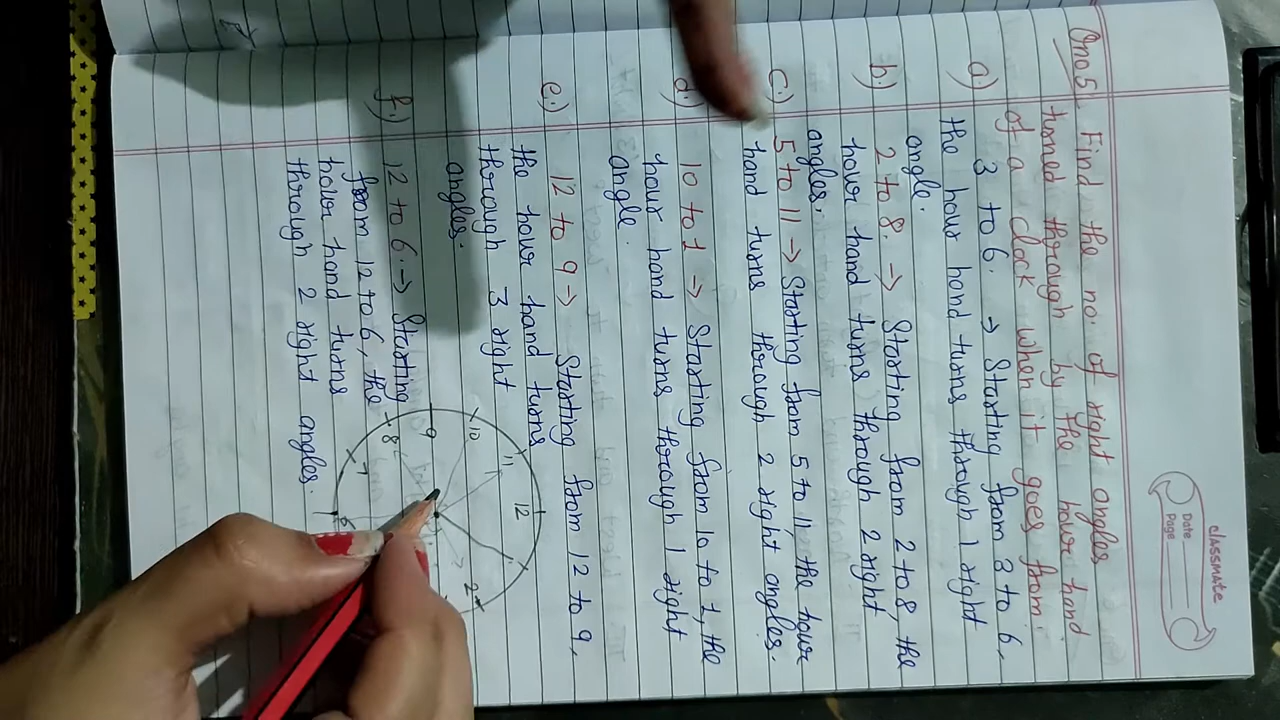 classmate
Date
Page
Qno5. Find the no. of right angles
turned through by the hour hand
of a clock when it goes from
a) 3 to 6. → Starting from 3 to 6,
the hour hand turns through 1 right
angle.
b) 2 to 8. → Starting from 2 to 8, the
hour hand turns through 2 right
angles.
c.) 5 to 11 → Starting from 5 to 11, the hour
hand turns through 2 right angles.
d.) 10 to 1 → Starting from 10 to 1, the
hour hand turns through 1 right
angle.
e.) 12 to 9 → Starting from 12 to 9,
the hour hand turns
through 3 right
angles.
f.) 12 to 6. → Starting
from 12 to 6, the
hour hand turns
through 2 right angles.
12
11
10
9
8
7
6
1
2